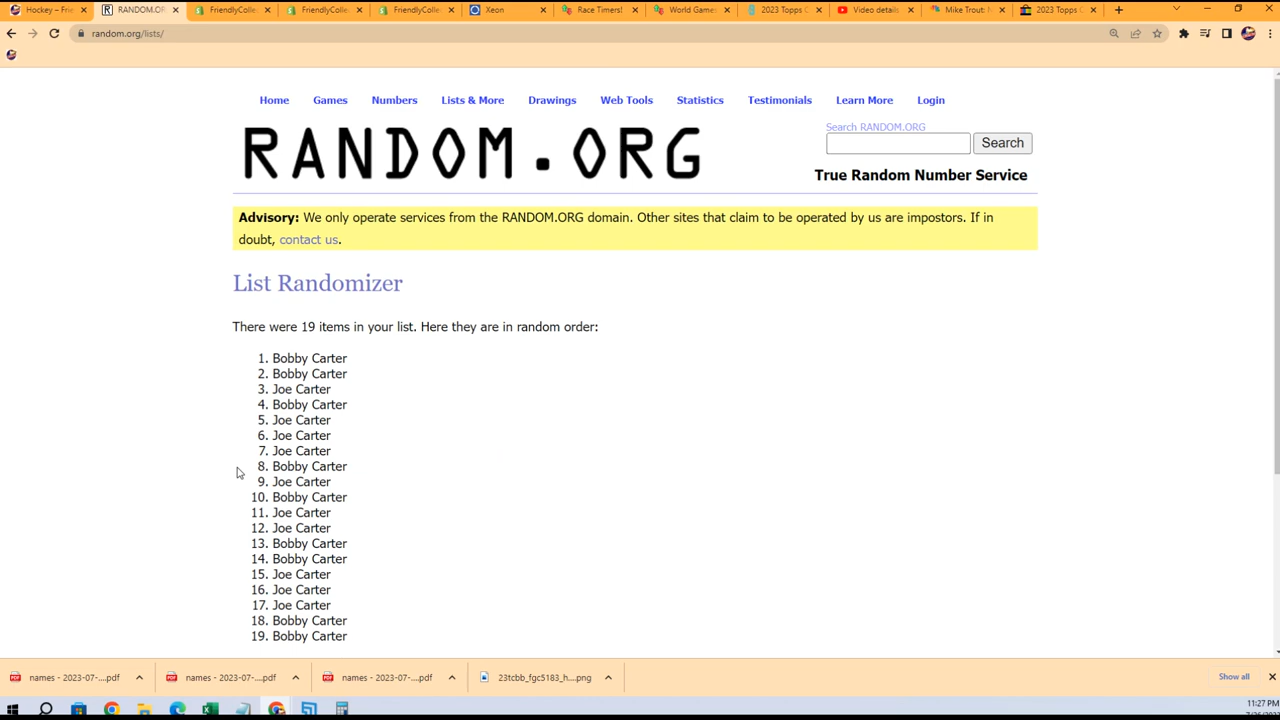 Hockey – Frie
RANDOM.O
FriendlyColle
FriendlyColle
FriendlyColle
Xeon
Race Timers!
World Games
2023 Topps C
Video details
Mike Trout: M
2023 Topps C
random.org/lists/
Home Games Numbers Lists & More Drawings Web Tools Statistics Testimonials Learn More Login
RANDOM.ORG
Search RANDOM.ORG
Search
True Random Number Service
Advisory: We only operate services from the RANDOM.ORG domain. Other sites that claim to be operated by us are impostors. If in
doubt, contact us.
List Randomizer
There were 19 items in your list. Here they are in random order:
1. Bobby Carter
2. Bobby Carter
3. Joe Carter
4. Bobby Carter
5. Joe Carter
6. Joe Carter
7. Joe Carter
8. Bobby Carter
9. Joe Carter
10. Bobby Carter
11. Joe Carter
12. Joe Carter
13. Bobby Carter
14. Bobby Carter
15. Joe Carter
16. Joe Carter
17. Joe Carter
18. Bobby Carter
19. Bobby Carter
names - 2023-07-....pdf
names - 2023-07-....pdf
names - 2023-07-....pdf
23tcbb_fgc5183_h....png
Show all
11:27 PM